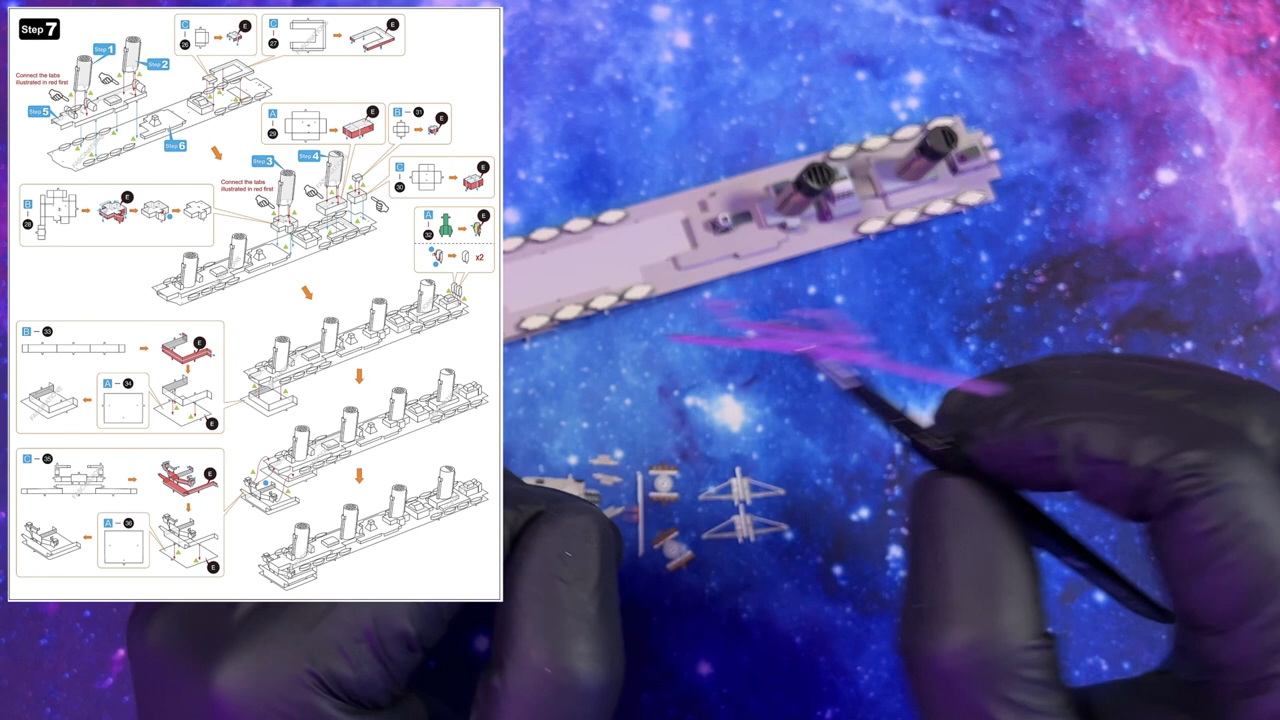 Step 7
C
26
E
C
27
E
Step 1
Step 2
Connect the tabs
illustrated in red first
Step 5
Step 6
A
29
E
B
31
E
Step 3
Step 4
Connect the tabs
illustrated in red first
C
30
E
B
28
E
A
32
E
x2
B - 33
E
A - 34
E
C - 35
E
A - 36
E